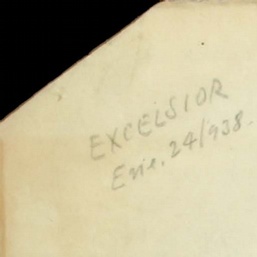 EXCELSIOR
Ene. 24/938.